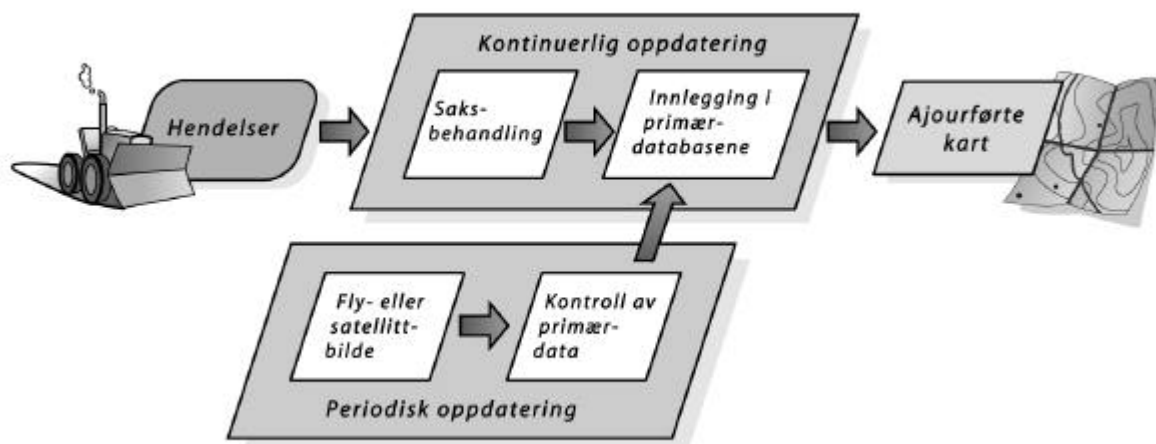 Kontinuerlig oppdatering
Hendelser
Saks-
behandling
Innlegging i
primær-
databasene
Ajourførte
kart
Fly- eller
satellitt-
bilde
Kontroll av
primær-
data
Periodisk oppdatering